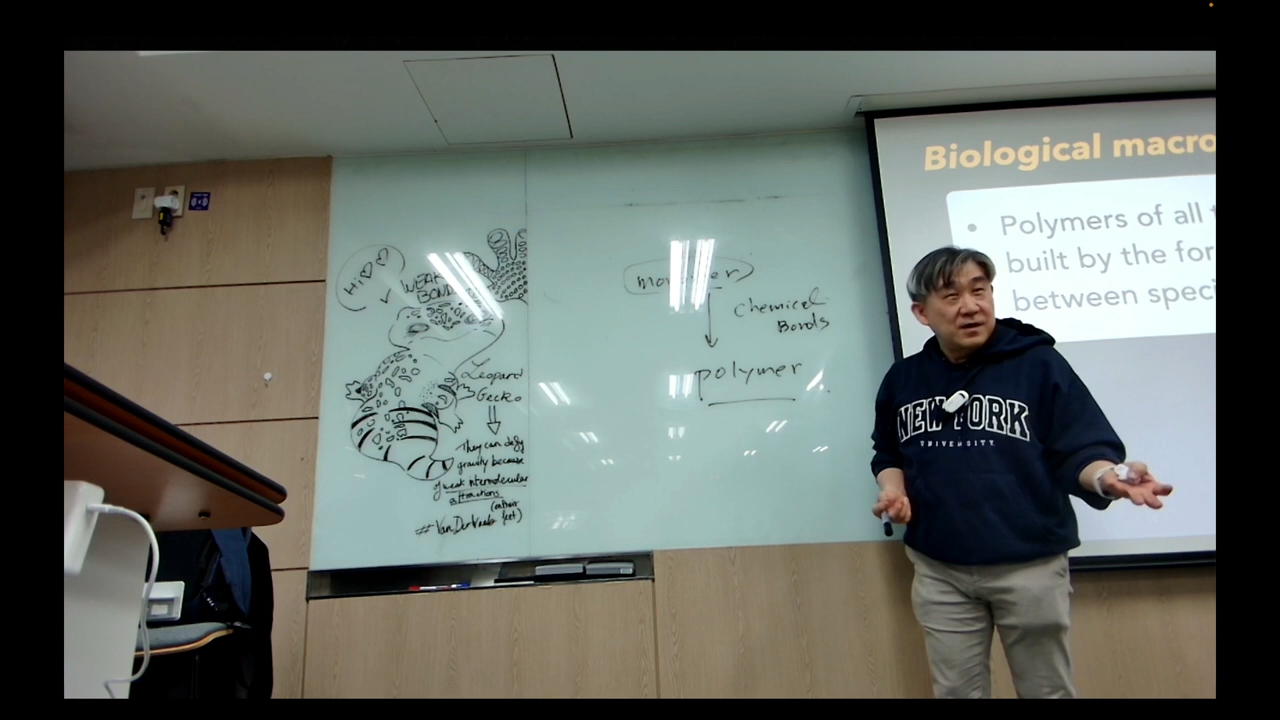 Hi♡♡
WEAK
BOND
Leopard
Gecko
They can defy
gravity because
of weak intermolecular
attractions
(on their
feet)
#VanDerWaals
monomer
Chemical
Bonds
polymer
Biological macro
• Polymers of all
built by the for
between speci
NEW YORK
UNIVERSITY